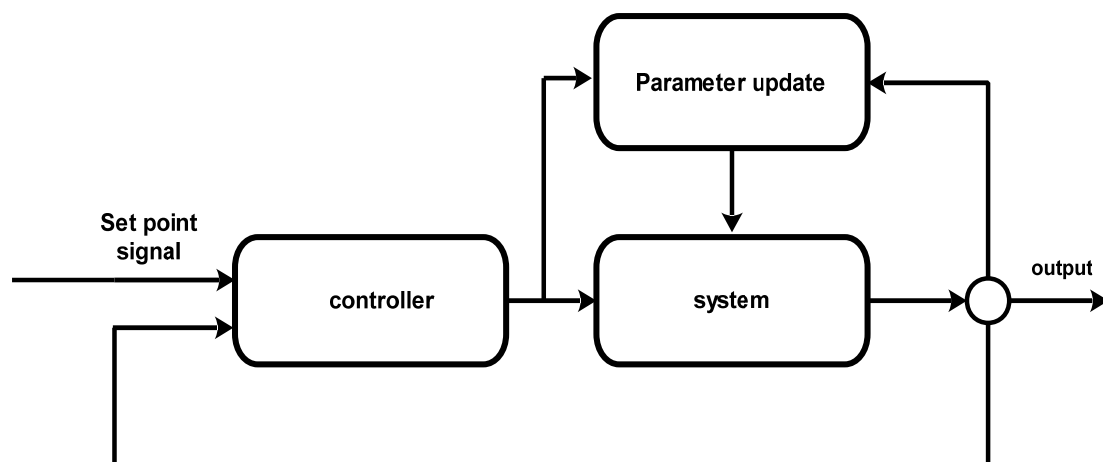 Parameter update
Set point
signal
controller
system
output